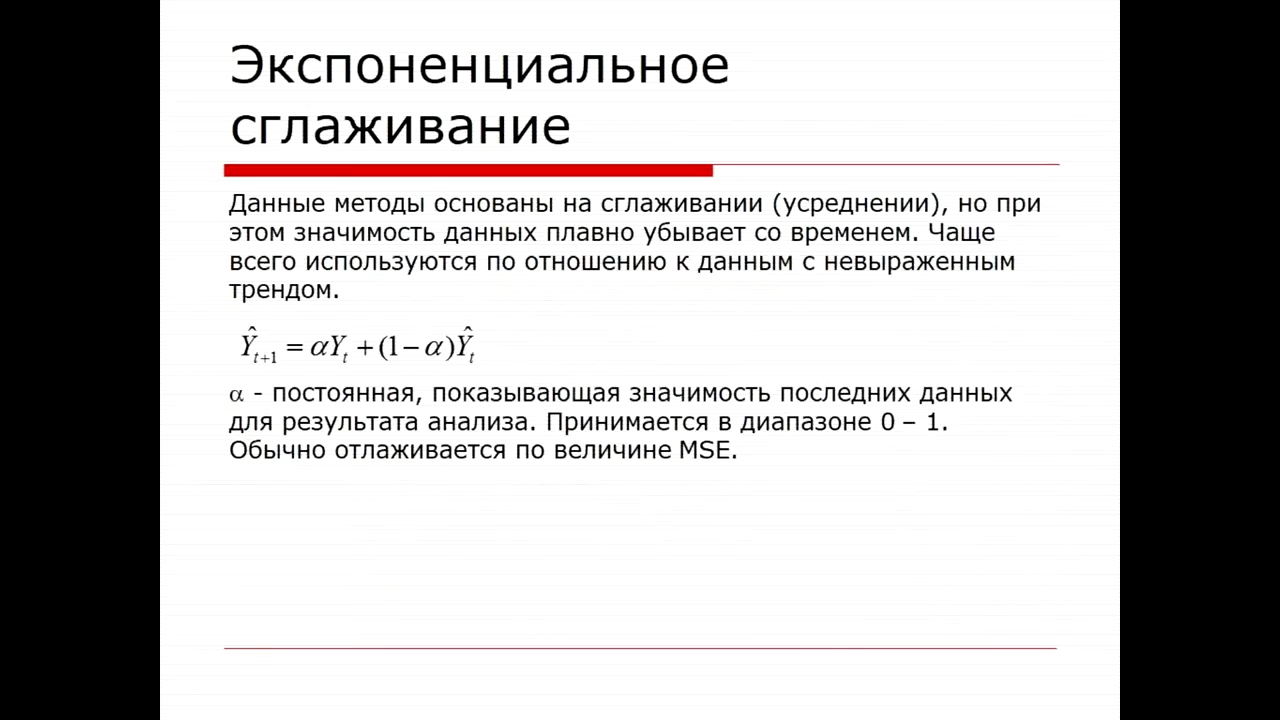 Экспоненциальное
сглаживание
Данные методы основаны на сглаживании (усреднении), но при
этом значимость данных плавно убывает со временем. Чаще
всего используются по отношению к данным с невыраженным
трендом.
Ŷₜ₊₁ = αYₜ + (1 − α)Ŷₜ
α - постоянная, показывающая значимость последних данных
для результата анализа. Принимается в диапазоне 0 – 1.
Обычно отлаживается по величине MSE.